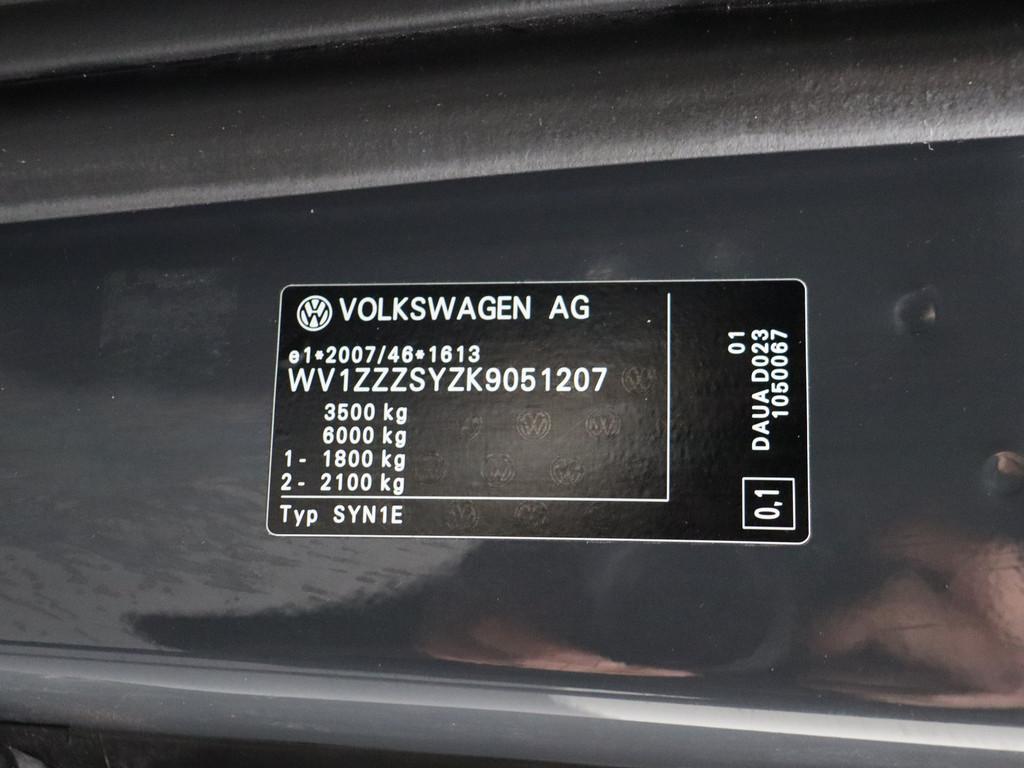 VOLKSWAGEN AG
e1*2007/46*1613
WV1ZZZSYZK9051207
3500 kg
6000 kg
1- 1800 kg
2- 2100 kg
Typ SYN1E
01
DAUA D023
1050067
0,1